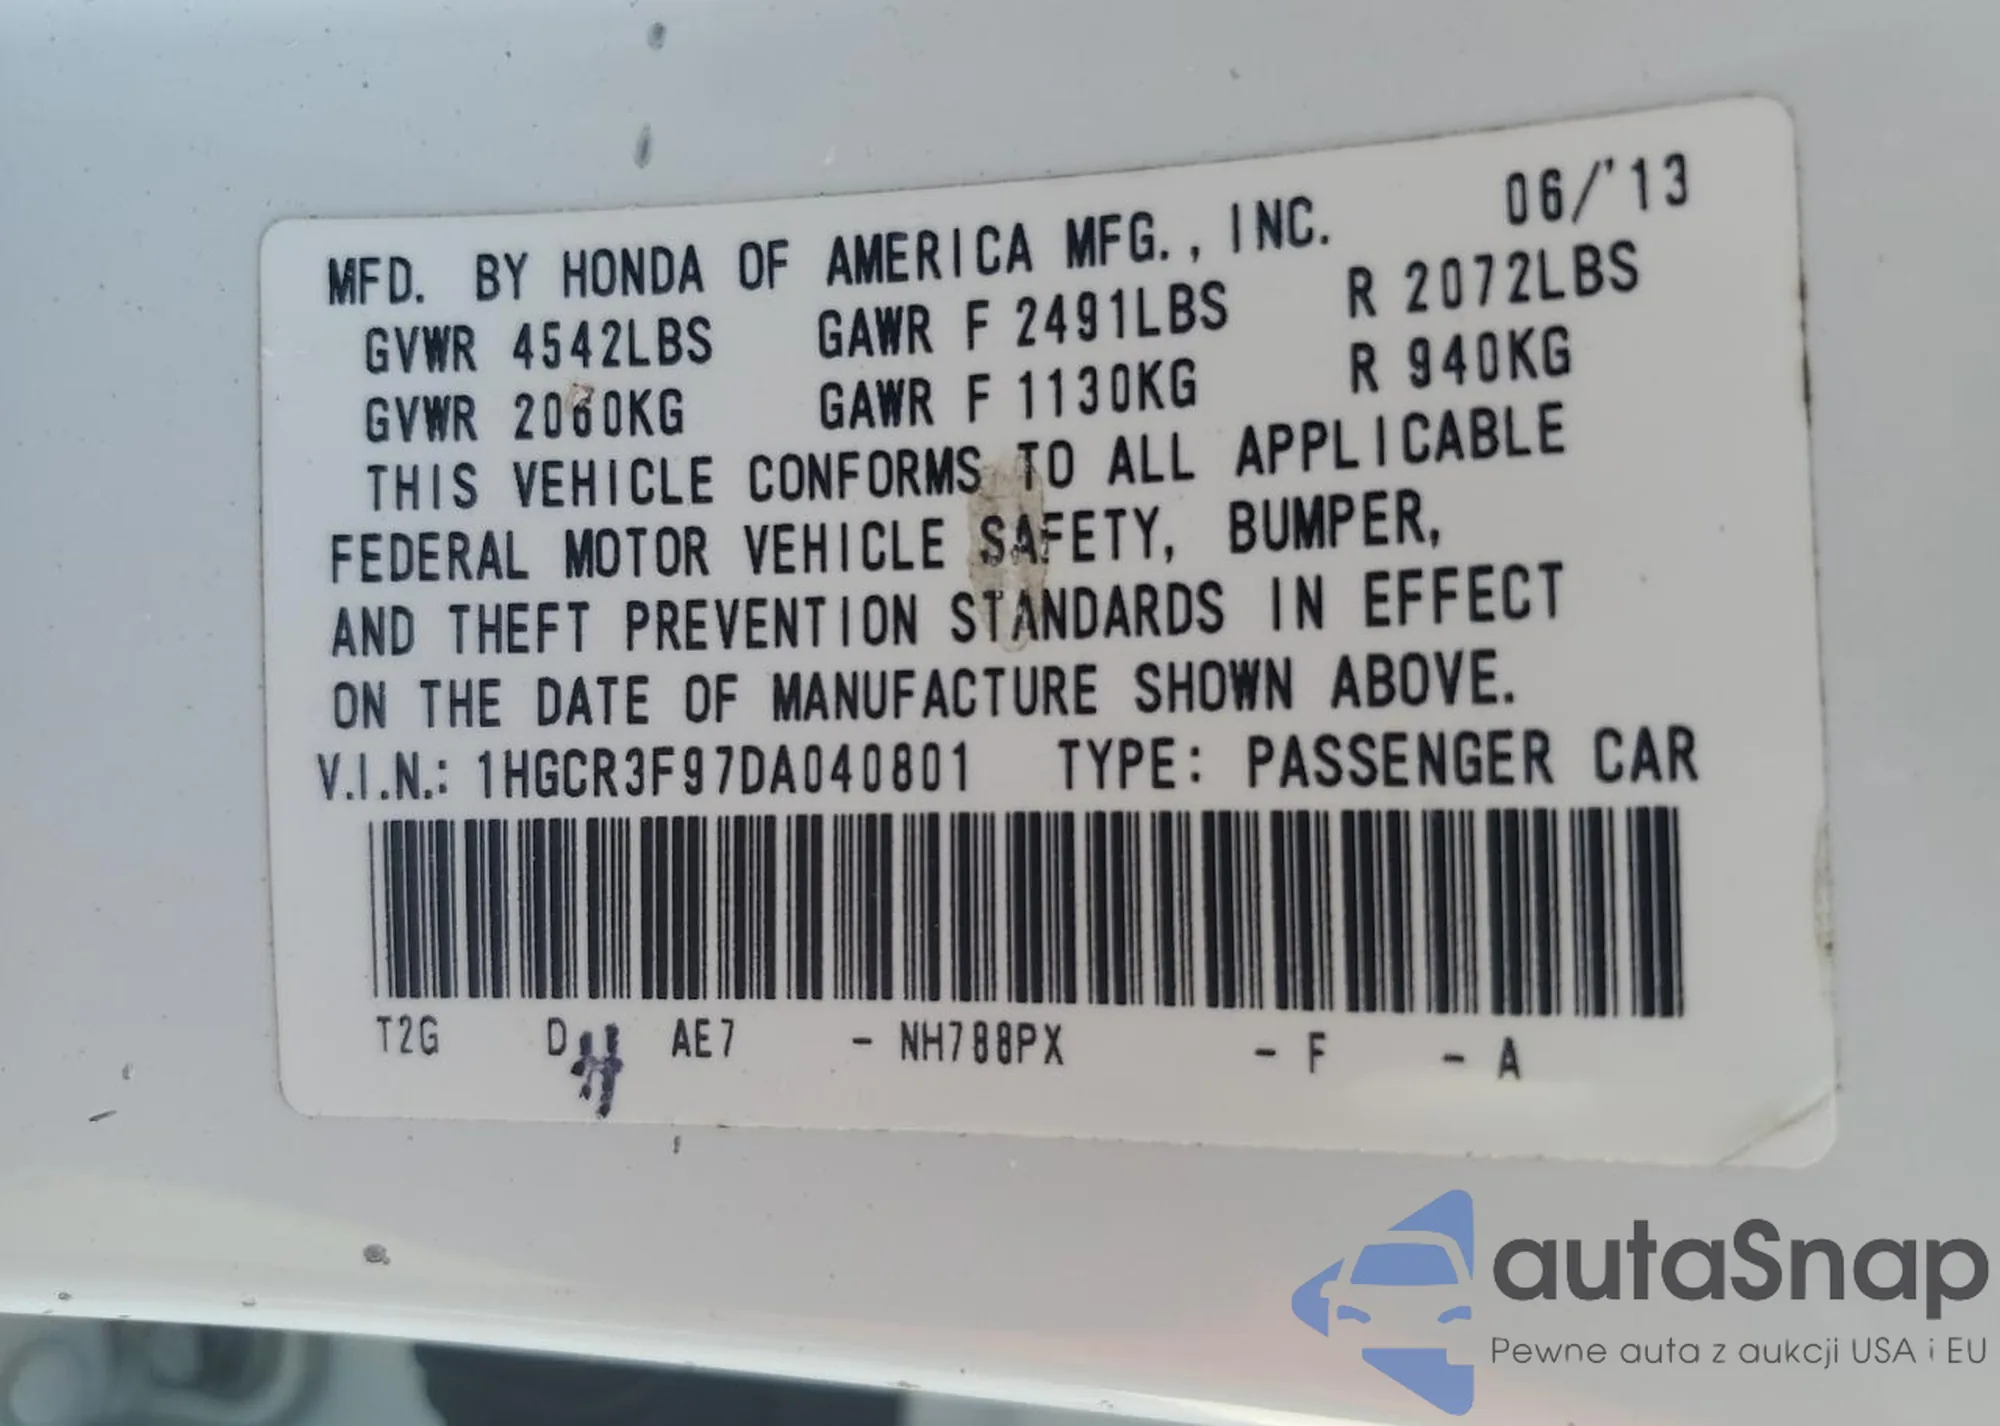 MFD. BY HONDA OF AMERICA MFG., INC. 06/'13
GVWR 4542LBS GAWR F 2491LBS R 2072LBS
GVWR 2060KG GAWR F 1130KG R 940KG
THIS VEHICLE CONFORMS TO ALL APPLICABLE
FEDERAL MOTOR VEHICLE SAFETY, BUMPER,
AND THEFT PREVENTION STANDARDS IN EFFECT
ON THE DATE OF MANUFACTURE SHOWN ABOVE.
V.I.N.: 1HGCR3F97DA040801 TYPE: PASSENGER CAR
T2G D AE7 - NH788PX - F - A
autaSnap
Pewne auta z aukcji USA i EU